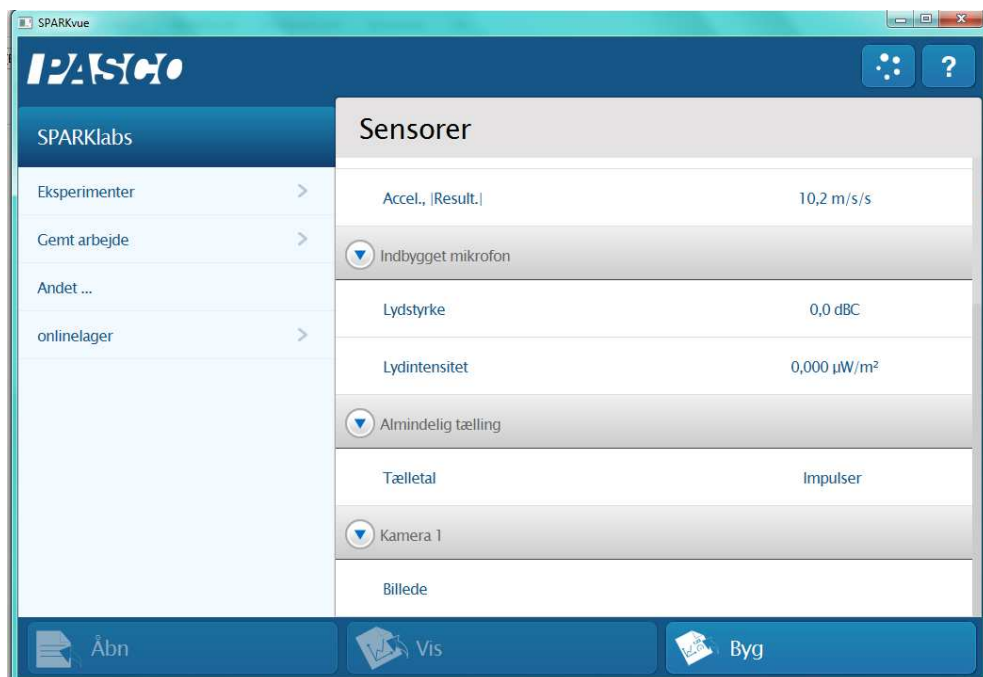 SPARKvue
PASCO
?
SPARKlabs
Eksperimenter
Gemt arbejde
Andet ...
onlinelager
Sensorer
Accel., |Result.| 10,2 m/s/s
Indbygget mikrofon
Lydstyrke 0,0 dBC
Lydintensitet 0,000 µW/m²
Almindelig tælling
Tælletal Impulser
Kamera 1
Billede
Åbn
Vis
Byg